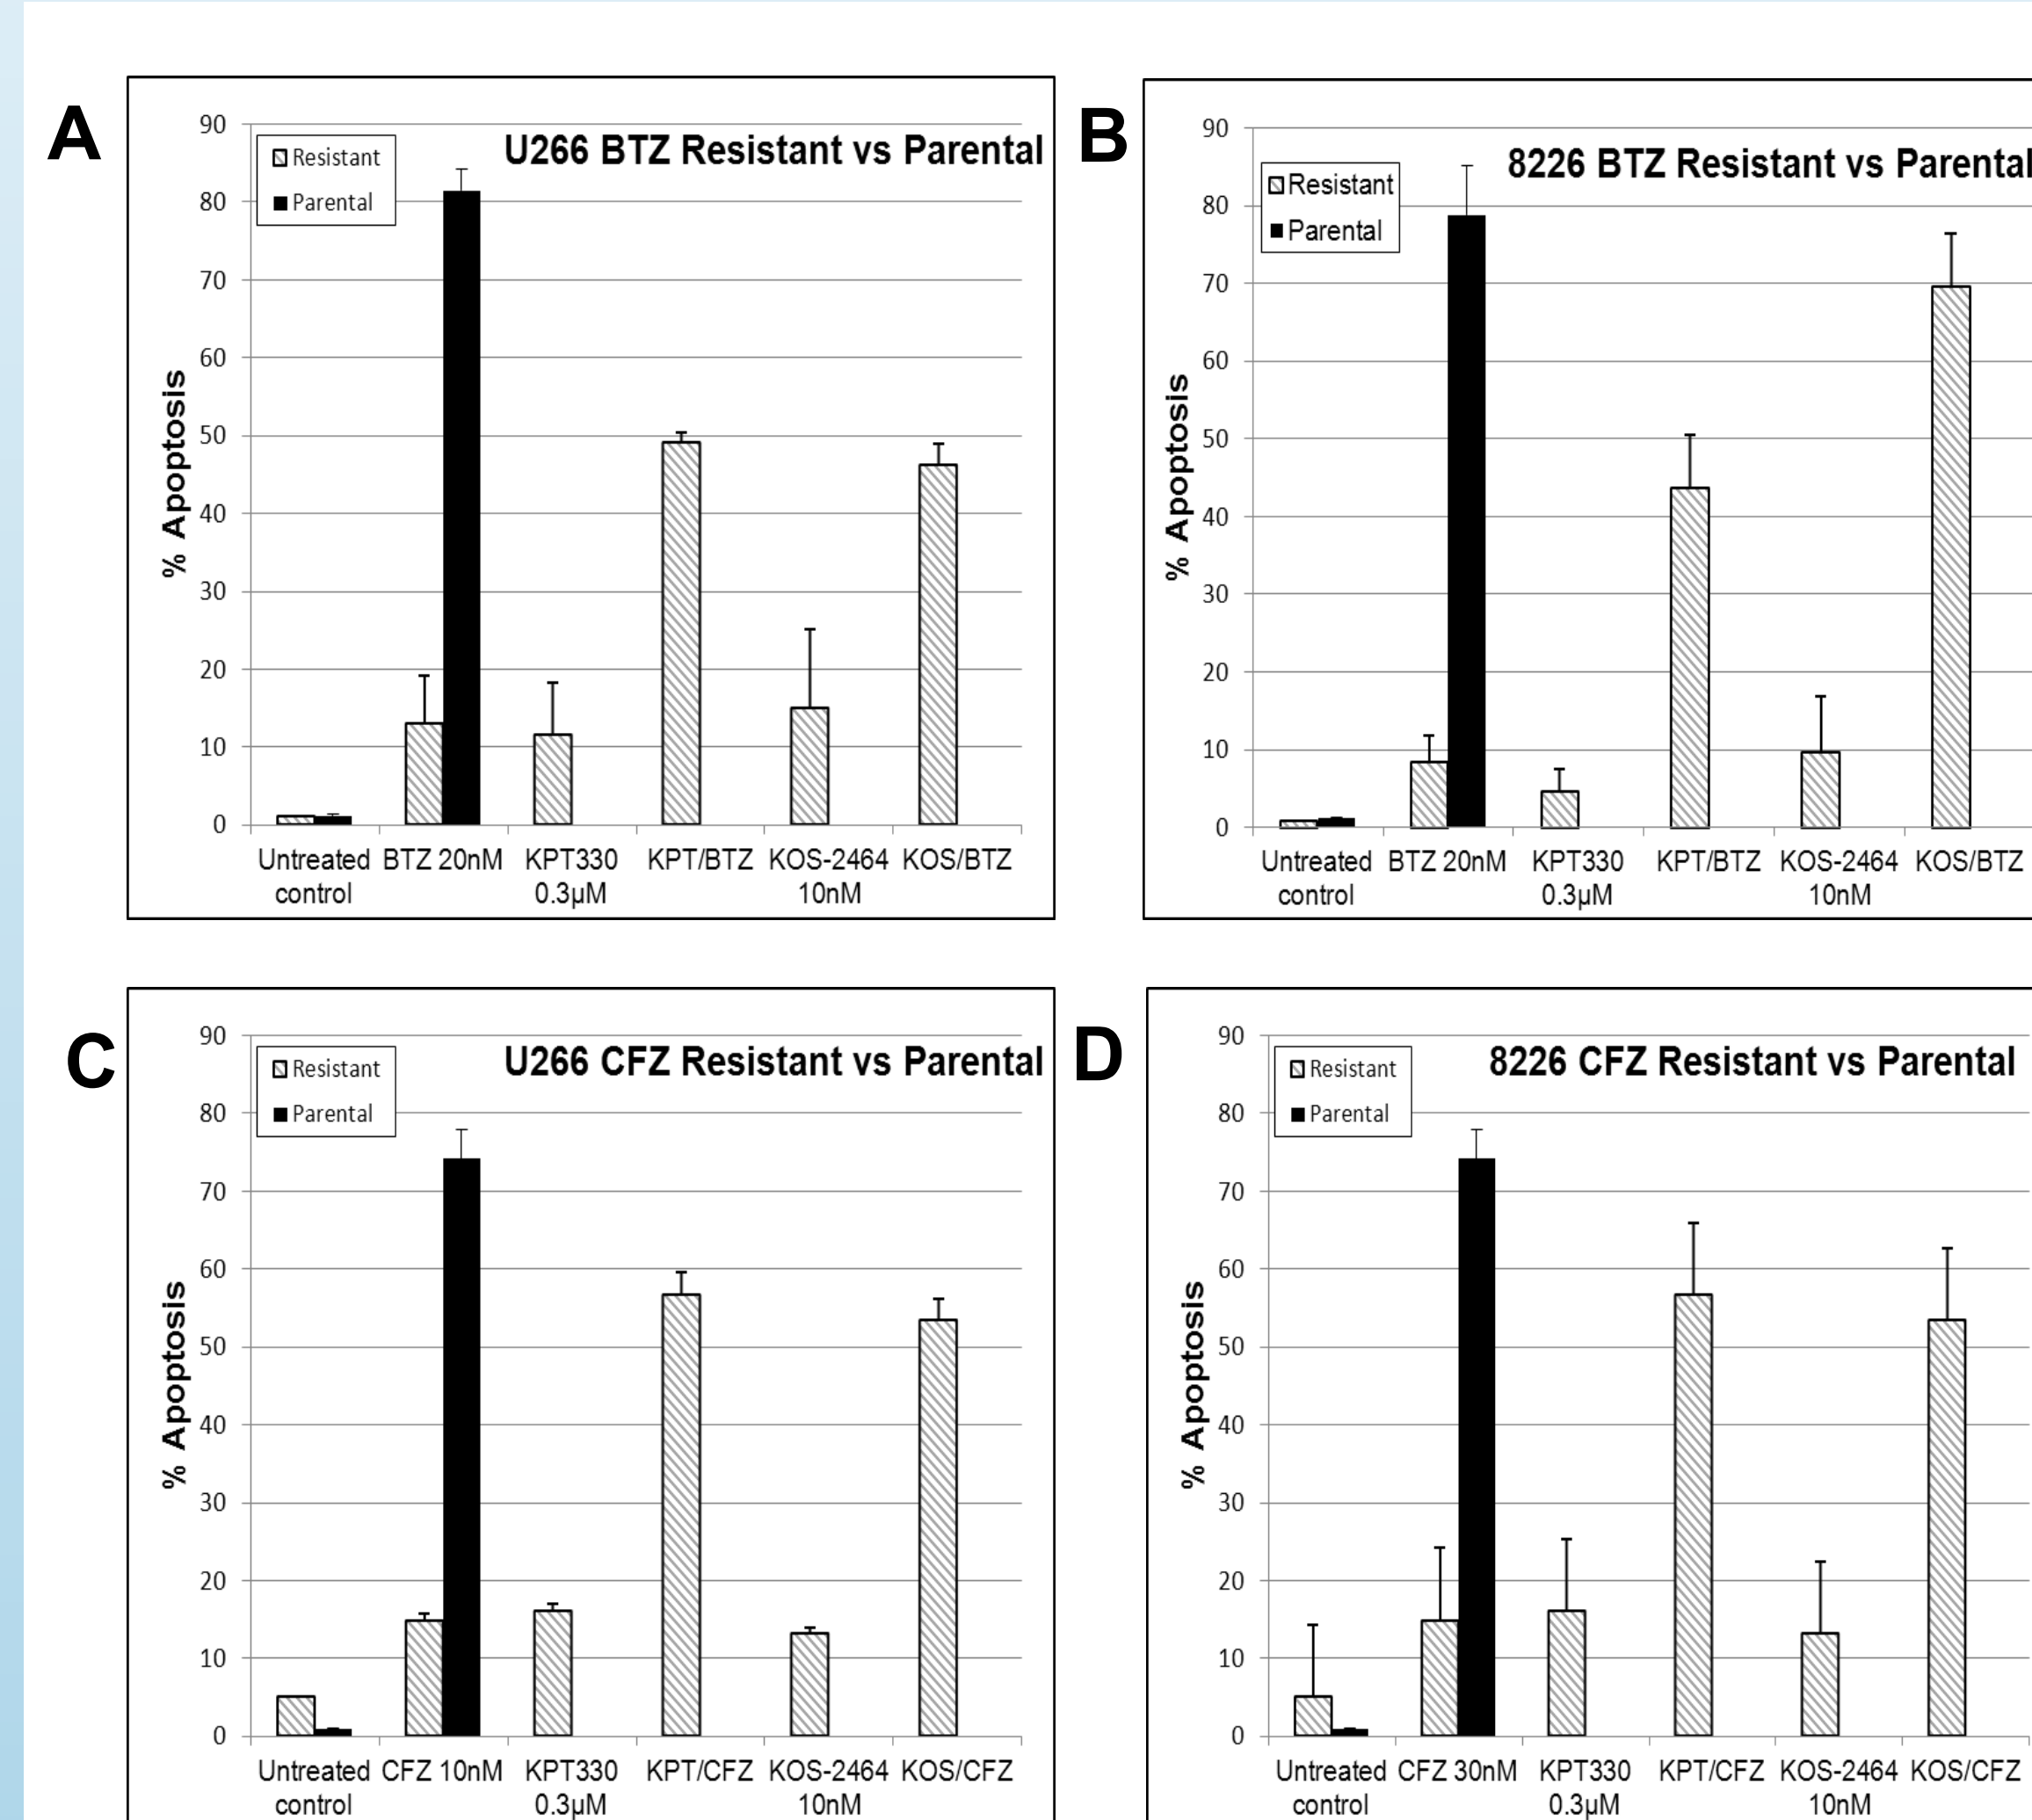 A
U266 BTZ Resistant vs Parental
Resistant
Parental
% Apoptosis
90
80
70
60
50
40
30
20
10
0
Untreated control
BTZ 20nM
KPT330 0.3µM
KPT/BTZ
KOS-2464 10nM
KOS/BTZ
B
8226 BTZ Resistant vs Parental
Resistant
Parental
% Apoptosis
90
80
70
60
50
40
30
20
10
0
Untreated control
BTZ 20nM
KPT330 0.3µM
KPT/BTZ
KOS-2464 10nM
KOS/BTZ
C
U266 CFZ Resistant vs Parental
Resistant
Parental
% Apoptosis
90
80
70
60
50
40
30
20
10
0
Untreated control
CFZ 10nM
KPT330 0.3µM
KPT/CFZ
KOS-2464 10nM
KOS/CFZ
D
8226 CFZ Resistant vs Parental
Resistant
Parental
% Apoptosis
90
80
70
60
50
40
30
20
10
0
Untreated control
CFZ 30nM
KPT330 0.3µM
KPT/CFZ
KOS-2464 10nM
KOS/CFZ